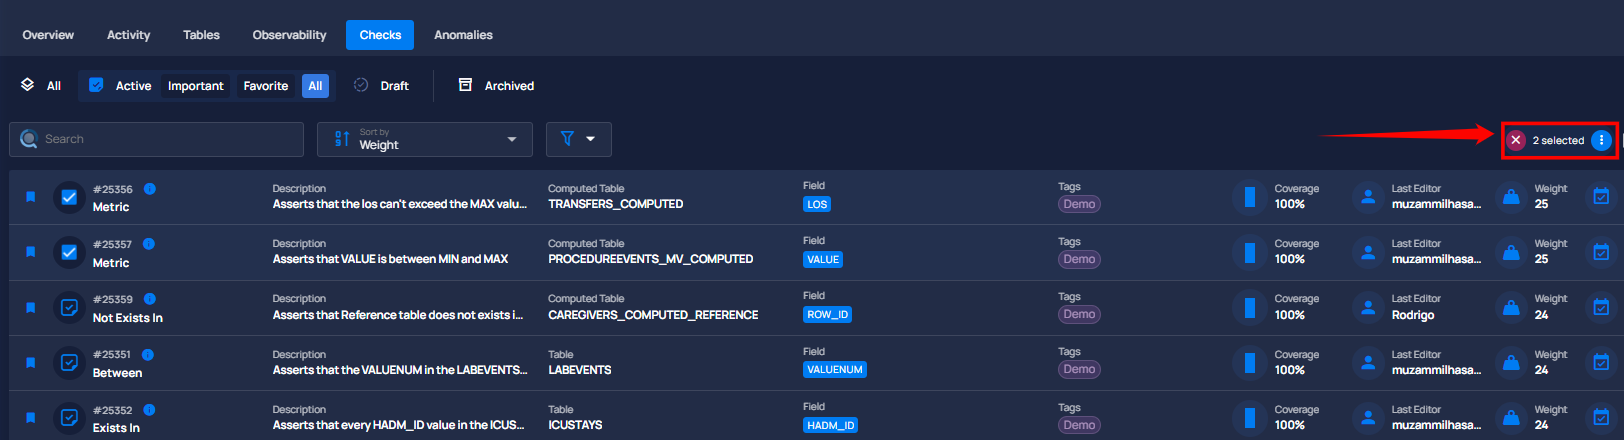 Overview Activity Tables Observability Checks Anomalies
All Active Important Favorite All Draft Archived
Search Sort by Weight 2 selected
#25356 Description Computed Table Field Tags Coverage Last Editor Weight
Metric Asserts that the los can't exceed the MAX valu... TRANSFERS_COMPUTED LOS Demo 100% muzammilhasa... 25
#25357 Description Computed Table Field Tags Coverage Last Editor Weight
Metric Asserts that VALUE is between MIN and MAX PROCEDUREEVENTS_MV_COMPUTED VALUE Demo 100% muzammilhasa... 25
#25359 Description Computed Table Field Tags Coverage Last Editor Weight
Not Exists In Asserts that Reference table does not exists i... CAREGIVERS_COMPUTED_REFERENCE ROW_ID Demo 100% Rodrigo 24
#25351 Description Table Field Tags Coverage Last Editor Weight
Between Asserts that the VALUENUM in the LABEVENTS... LABEVENTS VALUENUM Demo 100% muzammilhasa... 24
#25352 Description Table Field Tags Coverage Last Editor Weight
Exists In Asserts that every HADM_ID value in the ICUS... ICUSTAYS HADM_ID Demo 100% muzammilhasa... 24